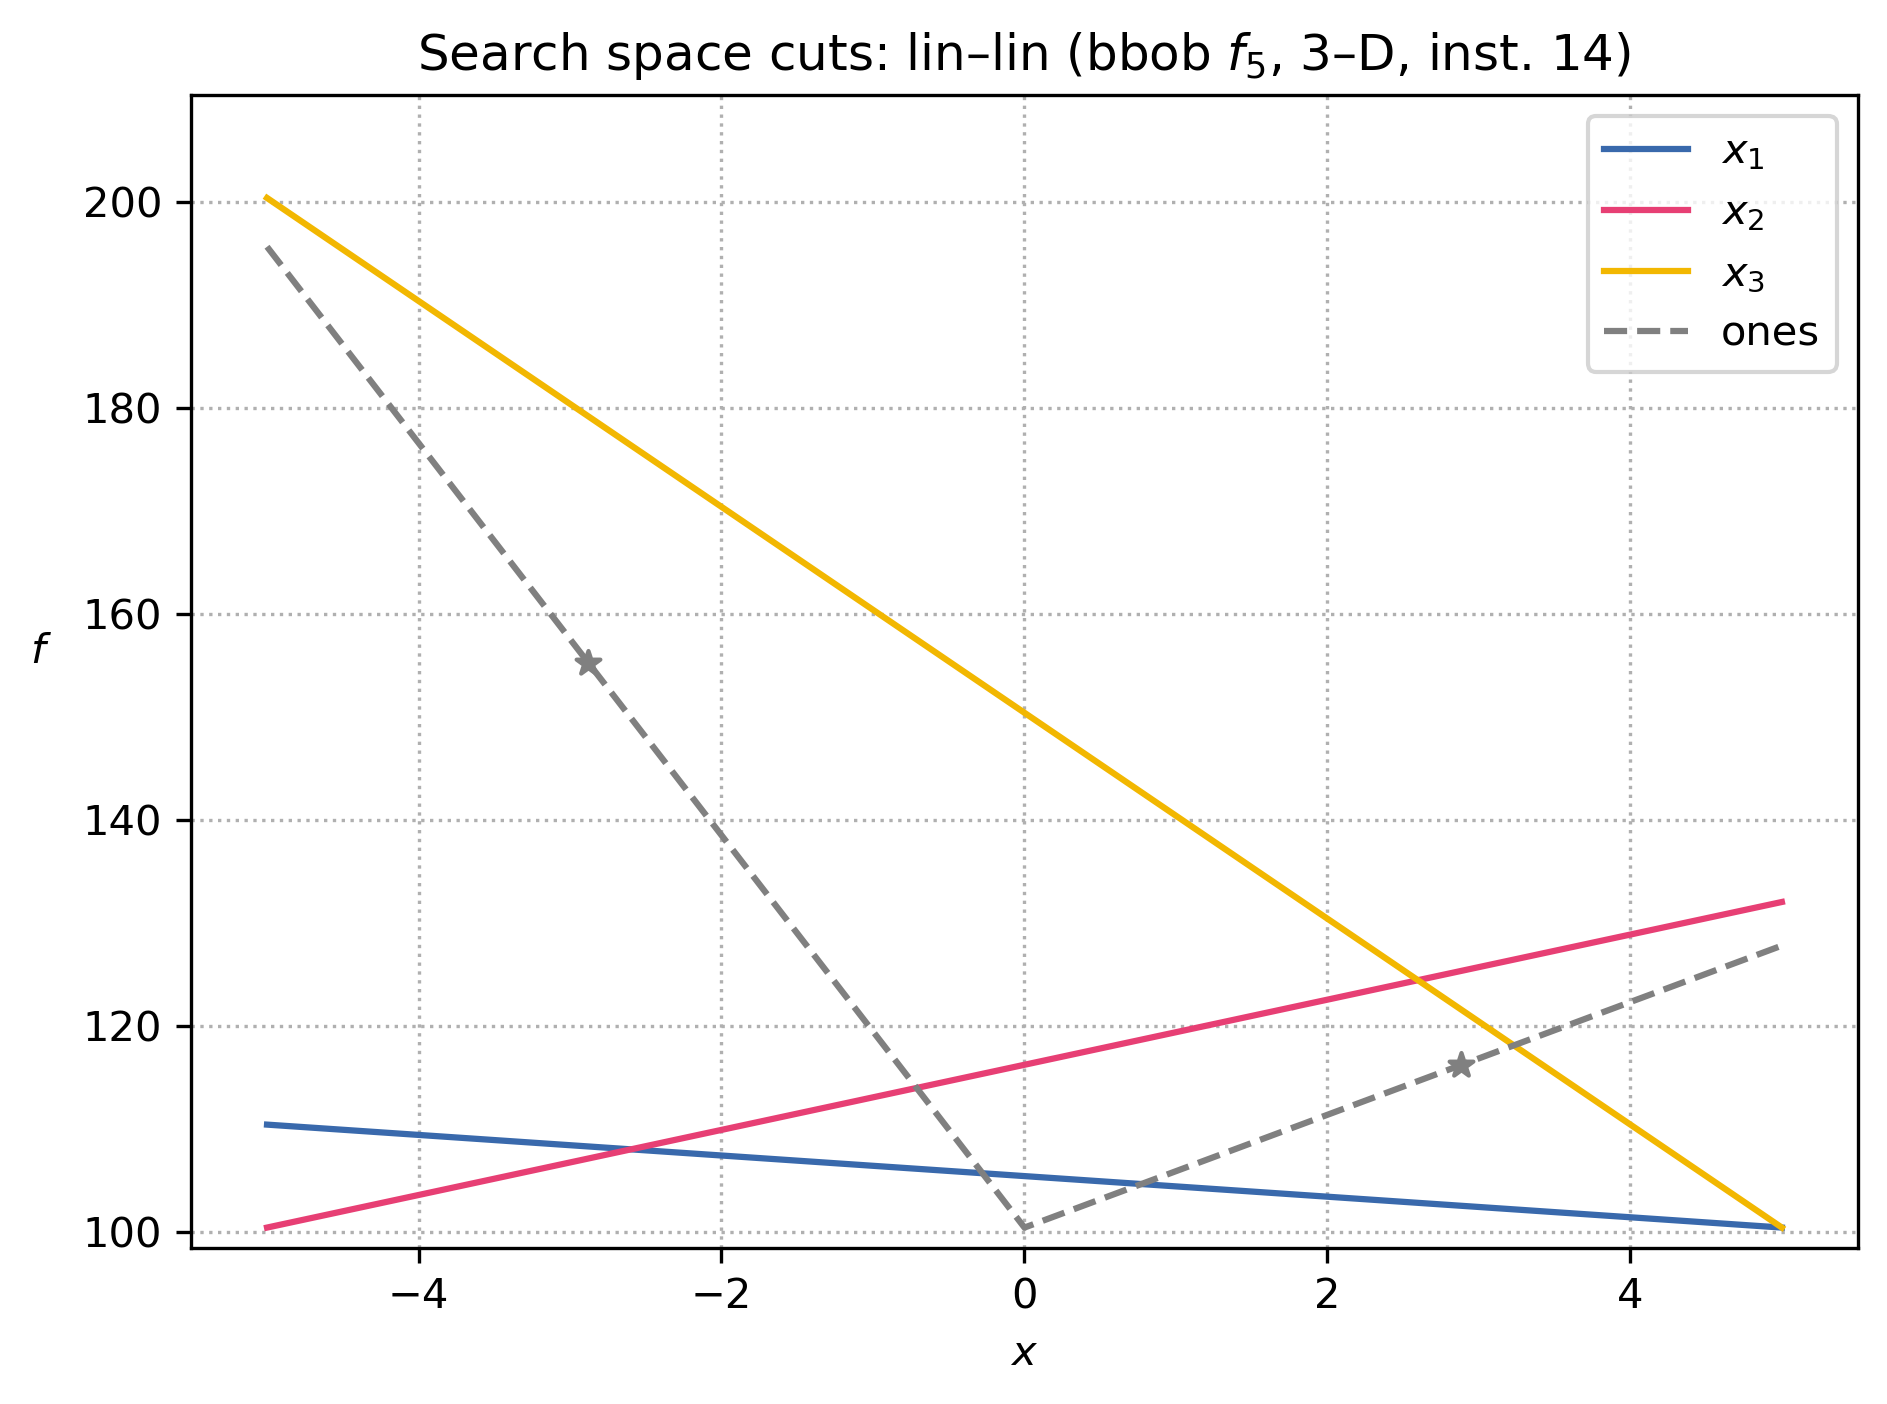 Search space cuts: lin–lin (bbob f₅, 3–D, inst. 14)
x₁
x₂
x₃
ones
200
180
160
140
120
100
f
−4
−2
0
2
4
x